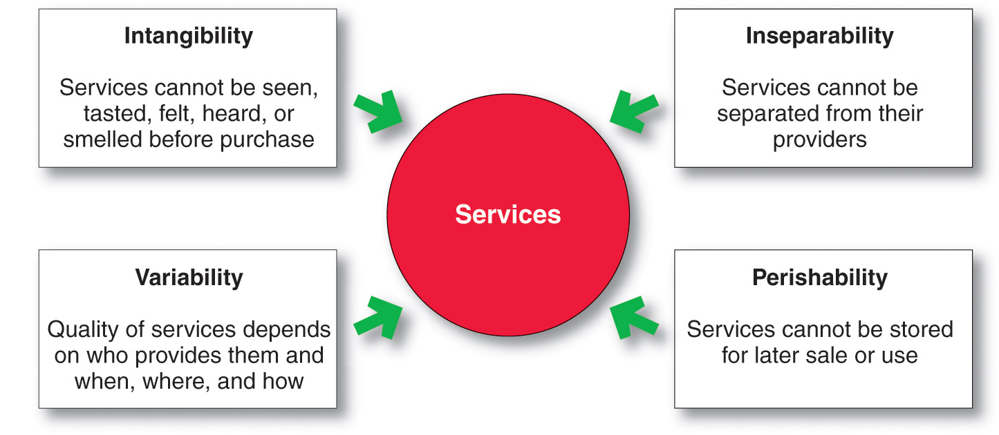 Intangibility
Services cannot be seen,
tasted, felt, heard, or
smelled before purchase
Inseparability
Services cannot be
separated from their
providers
Services
Variability
Quality of services depends
on who provides them and
when, where, and how
Perishability
Services cannot be stored
for later sale or use